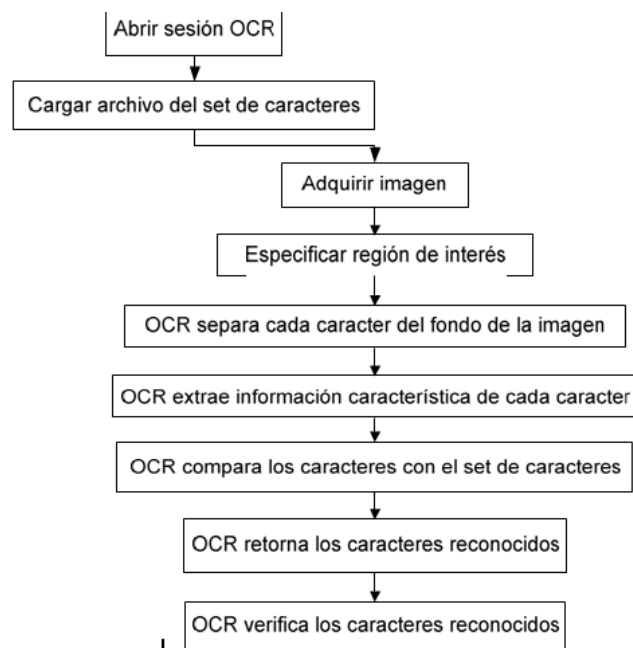 Abrir sesión OCR
Cargar archivo del set de caracteres
Adquirir imagen
Especificar región de interés
OCR separa cada caracter del fondo de la imagen
OCR extrae información característica de cada caracter
OCR compara los caracteres con el set de caracteres
OCR retorna los caracteres reconocidos
OCR verifica los caracteres reconocidos